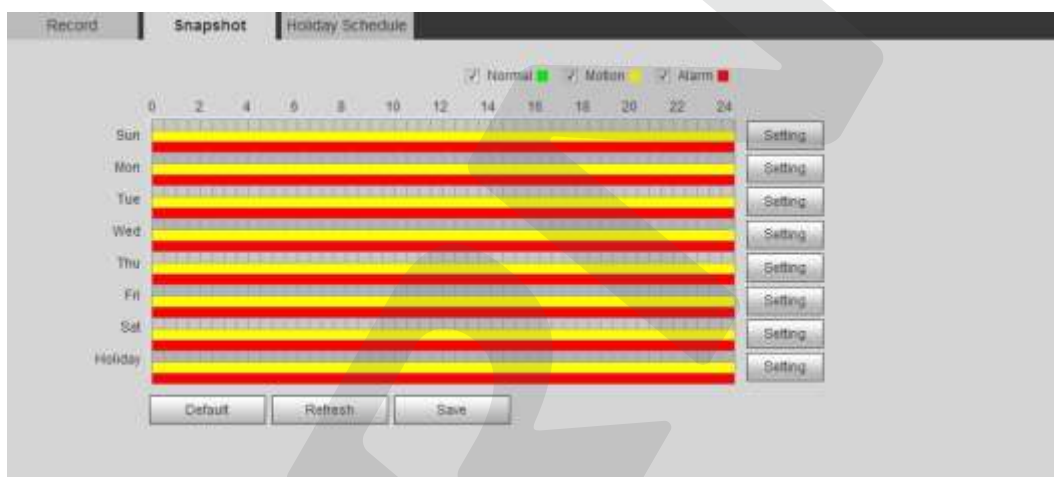 Record Snapshot Holiday Schedule
Normal Motion Alarm
0 2 4 6 8 10 12 14 16 18 20 22 24
Sun Setting
Mon Setting
Tue Setting
Wed Setting
Thu Setting
Fri Setting
Sat Setting
Holiday Setting
Default Refresh Save